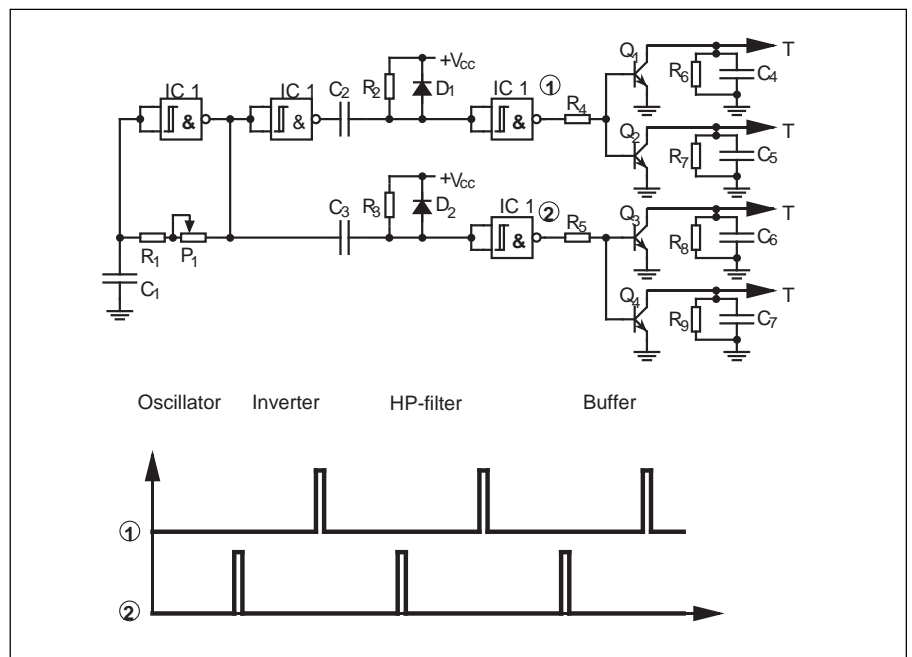 +Vcc
Q1
T
IC 1
IC 1
C2
R2
D1
IC 1
①
R4
R6
C4
&
&
&
Q2
T
+Vcc
R7
C5
C3
R3
D2
IC 1
②
R5
Q3
T
R1
P1
&
R8
C6
C1
Q4
T
R9
C7
Oscillator Inverter HP-filter Buffer
①
②